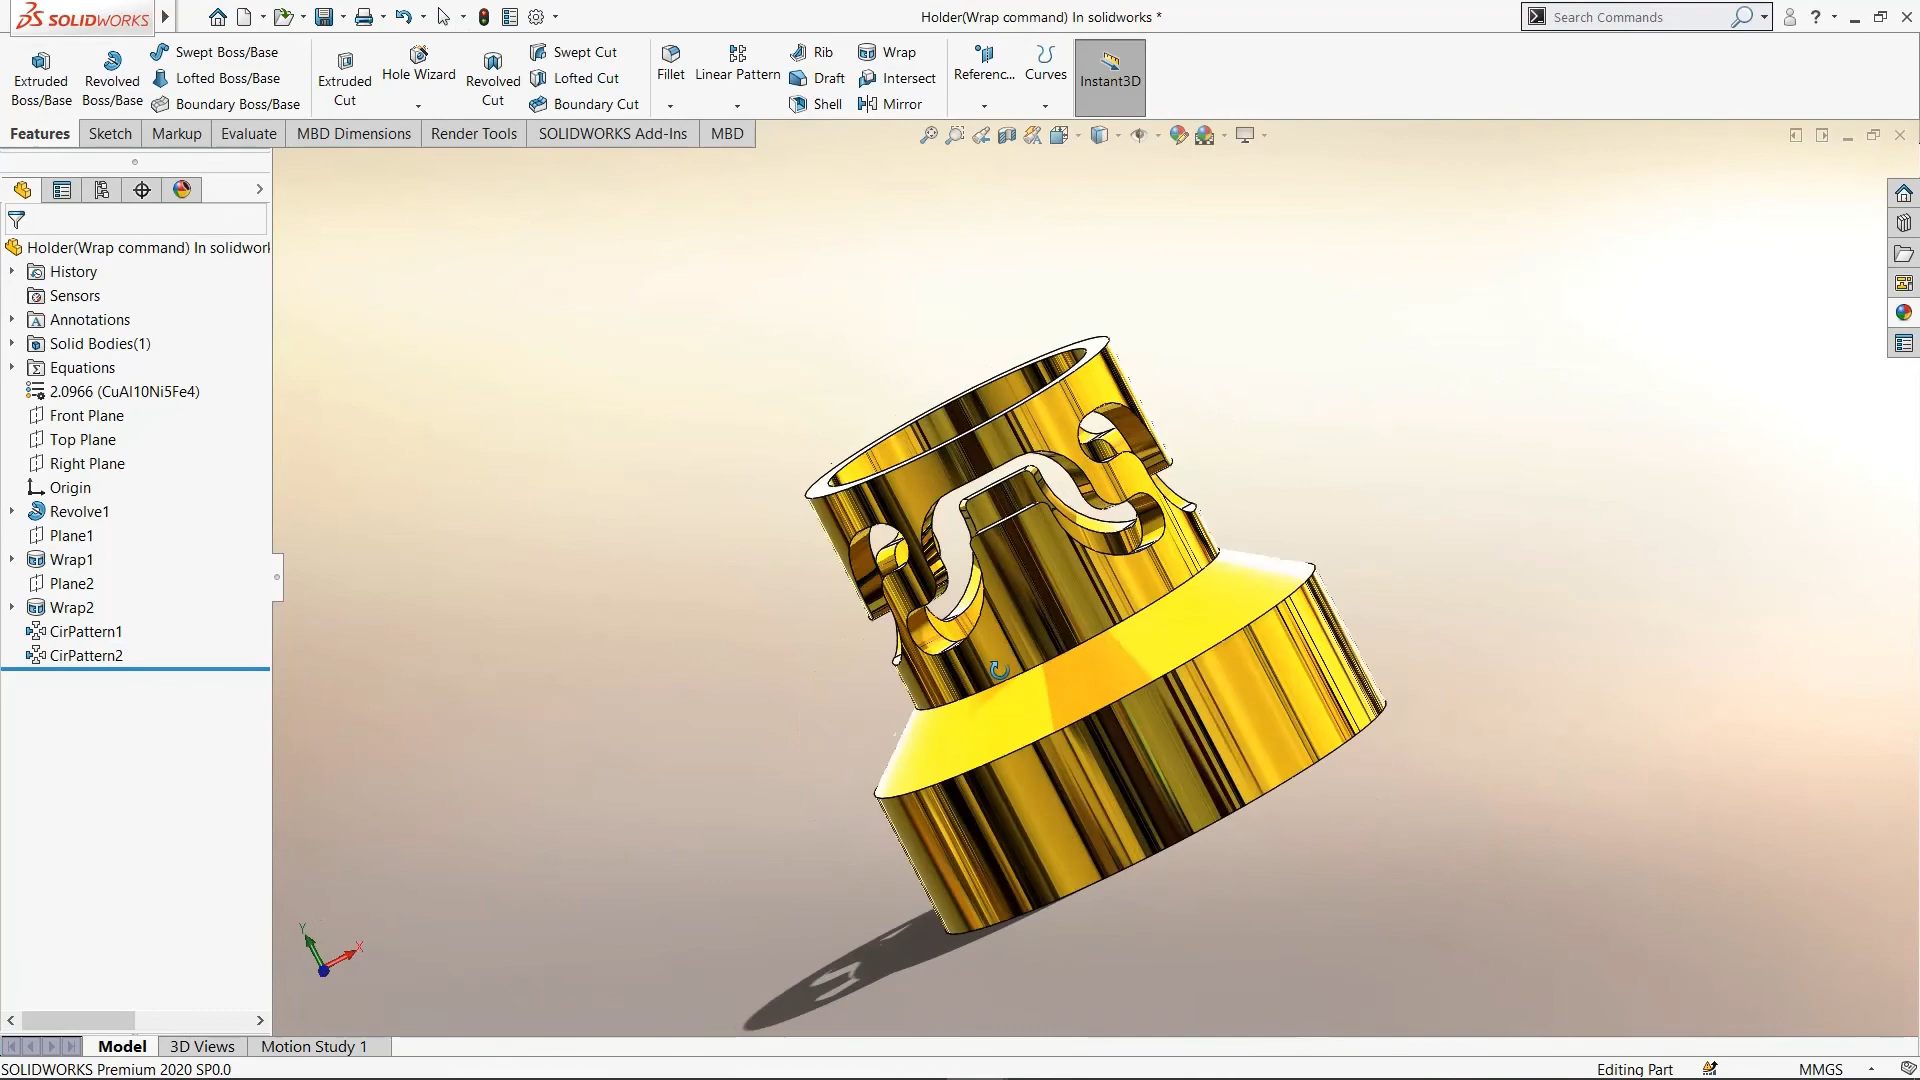 SOLIDWORKS
Holder(Wrap command) In solidworks *
Search Commands
?
Extruded Boss/Base
Revolved Boss/Base
Swept Boss/Base
Lofted Boss/Base
Boundary Boss/Base
Extruded Cut
Hole Wizard
Revolved Cut
Swept Cut
Lofted Cut
Boundary Cut
Fillet
Linear Pattern
Rib
Draft
Shell
Wrap
Intersect
Mirror
Referenc...
Curves
Instant3D
Features
Sketch
Markup
Evaluate
MBD Dimensions
Render Tools
SOLIDWORKS Add-Ins
MBD
Holder(Wrap command) In solidwork
History
Sensors
Annotations
Solid Bodies(1)
Equations
2.0966 (CuAl10Ni5Fe4)
Front Plane
Top Plane
Right Plane
Origin
Revolve1
Plane1
Wrap1
Plane2
Wrap2
CirPattern1
CirPattern2
Y
X
Model
3D Views
Motion Study 1
SOLIDWORKS Premium 2020 SP0.0
Editing Part
MMGS